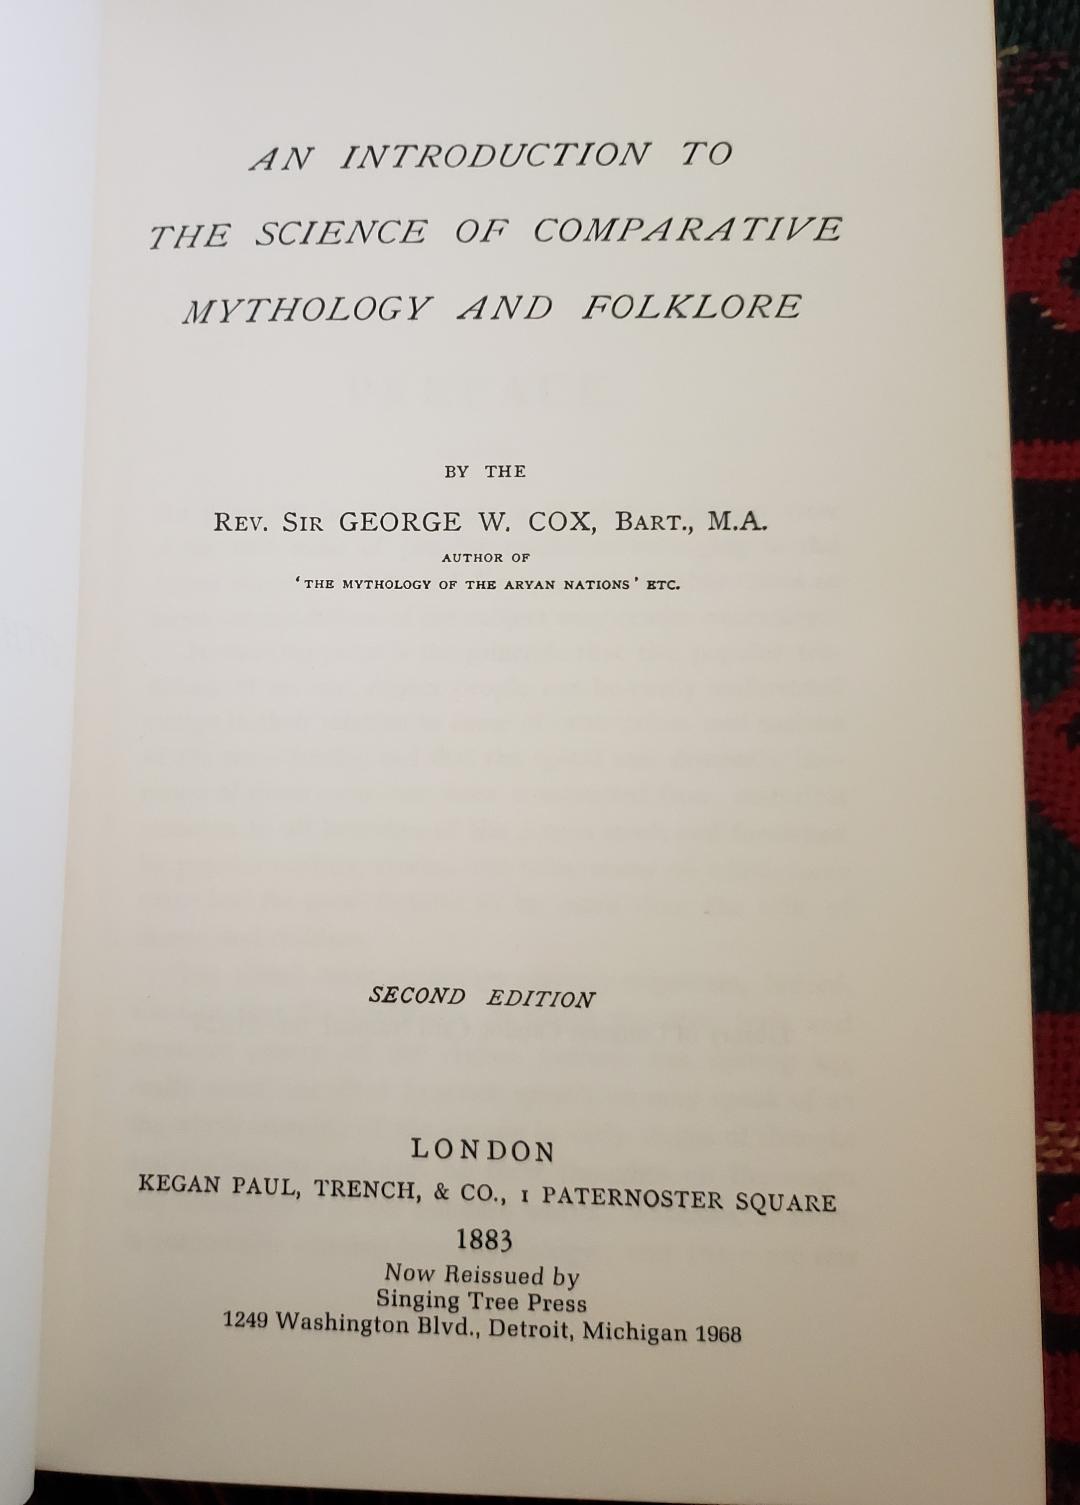 AN INTRODUCTION TO
THE SCIENCE OF COMPARATIVE
MYTHOLOGY AND FOLKLORE
BY THE
REV. SIR GEORGE W. COX, BART., M.A.
AUTHOR OF
‘THE MYTHOLOGY OF THE ARYAN NATIONS’ ETC.
SECOND EDITION
LONDON
KEGAN PAUL, TRENCH, & CO., 1 PATERNOSTER SQUARE
1883
Now Reissued by
Singing Tree Press
1249 Washington Blvd., Detroit, Michigan 1968